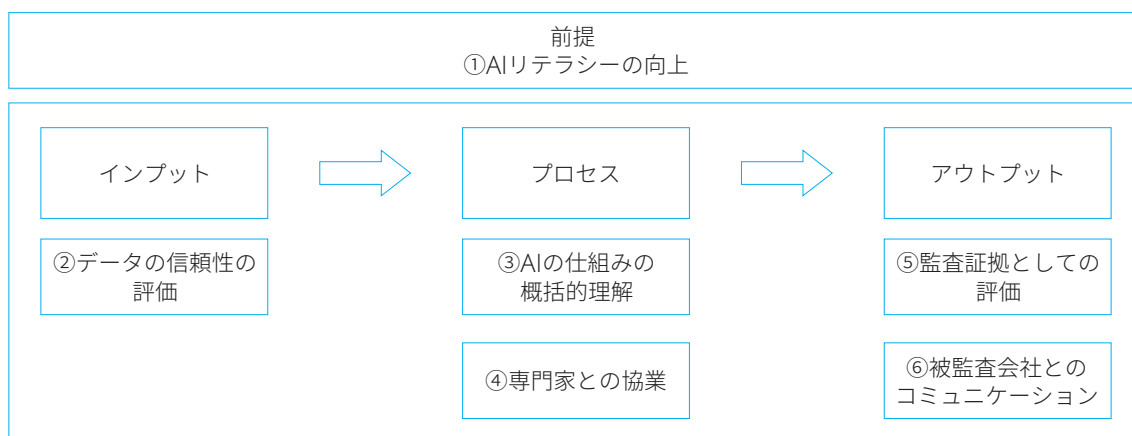 前提
①AIリテラシーの向上
インプット
プロセス
アウトプット
②データの信頼性の
評価
③AIの仕組みの
概括的理解
⑤監査証拠としての
評価
④専門家との協業
⑥被監査会社との
コミュニケーション